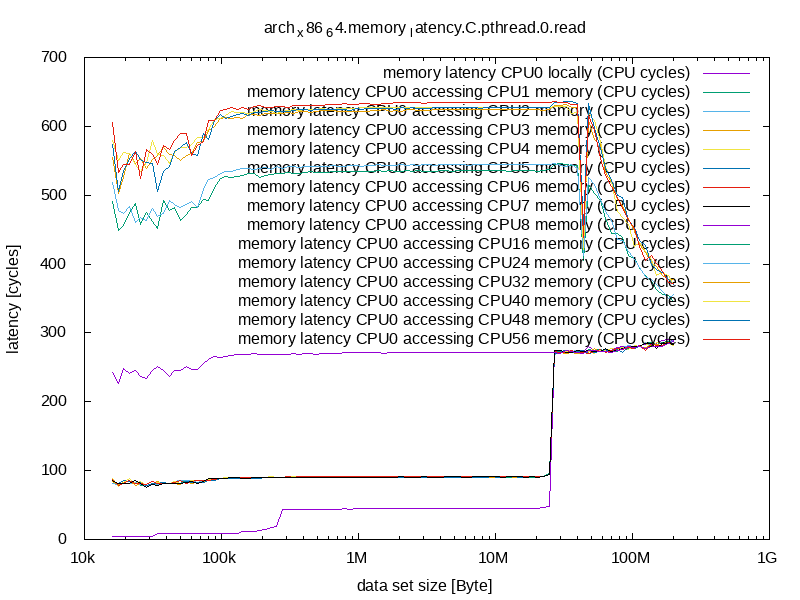 arch x86 64.memory latency.C.pthread.0.read
700
600
500
400
300
200
100
0
10k 100k 1M 10M 100M 1G
latency [cycles]
data set size [Byte]
memory latency CPU0 locally (CPU cycles)
memory latency CPU0 accessing CPU1 memory (CPU cycles)
memory latency CPU0 accessing CPU2 memory (CPU cycles)
memory latency CPU0 accessing CPU3 memory (CPU cycles)
memory latency CPU0 accessing CPU4 memory (CPU cycles)
memory latency CPU0 accessing CPU5 memory (CPU cycles)
memory latency CPU0 accessing CPU6 memory (CPU cycles)
memory latency CPU0 accessing CPU7 memory (CPU cycles)
memory latency CPU0 accessing CPU8 memory (CPU cycles)
memory latency CPU0 accessing CPU16 memory (CPU cycles)
memory latency CPU0 accessing CPU24 memory (CPU cycles)
memory latency CPU0 accessing CPU32 memory (CPU cycles)
memory latency CPU0 accessing CPU40 memory (CPU cycles)
memory latency CPU0 accessing CPU48 memory (CPU cycles)
memory latency CPU0 accessing CPU56 memory (CPU cycles)